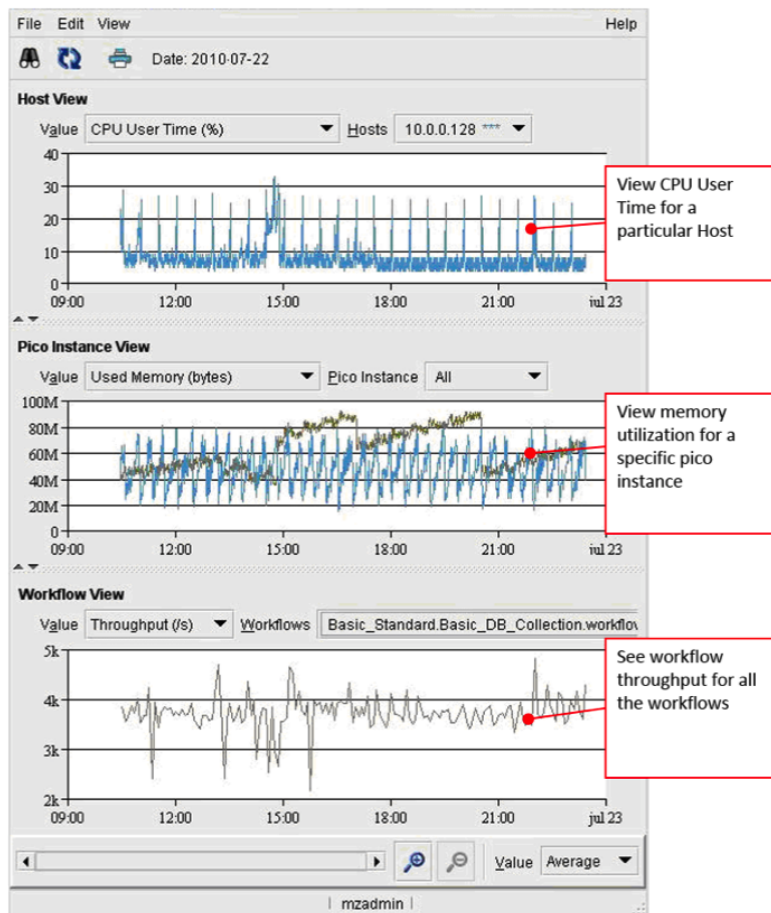 File Edit View Help
Date: 2010-07-22
Host View
Value CPU User Time (%) Hosts 10.0.0.128 ***
40
30
20
10
0
09:00 12:00 15:00 18:00 21:00 jul 23
View CPU User
Time for a
particular Host
Pico Instance View
Value Used Memory (bytes) Pico Instance All
100M
80M
60M
40M
20M
0
09:00 12:00 15:00 18:00 21:00 jul 23
View memory
utilization for a
specific pico
instance
Workflow View
Value Throughput (/s) Workflows Basic_Standard.Basic_DB_Collection.workflow
5k
4k
3k
2k
09:00 12:00 15:00 18:00 21:00 jul 23
See workflow
throughput for all
the workflows
Value Average
mzadmin